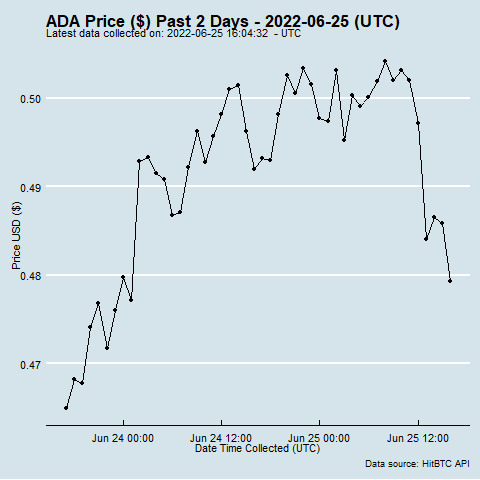 ADA Price ($) Past 2 Days - 2022-06-25 (UTC)
Latest data collected on: 2022-06-25 16:04:32  - UTC
Price USD ($)
0.50
0.49
0.48
0.47
Jun 24 00:00
Jun 24 12:00
Jun 25 00:00
Jun 25 12:00
Date Time Collected (UTC)
Data source: HitBTC API